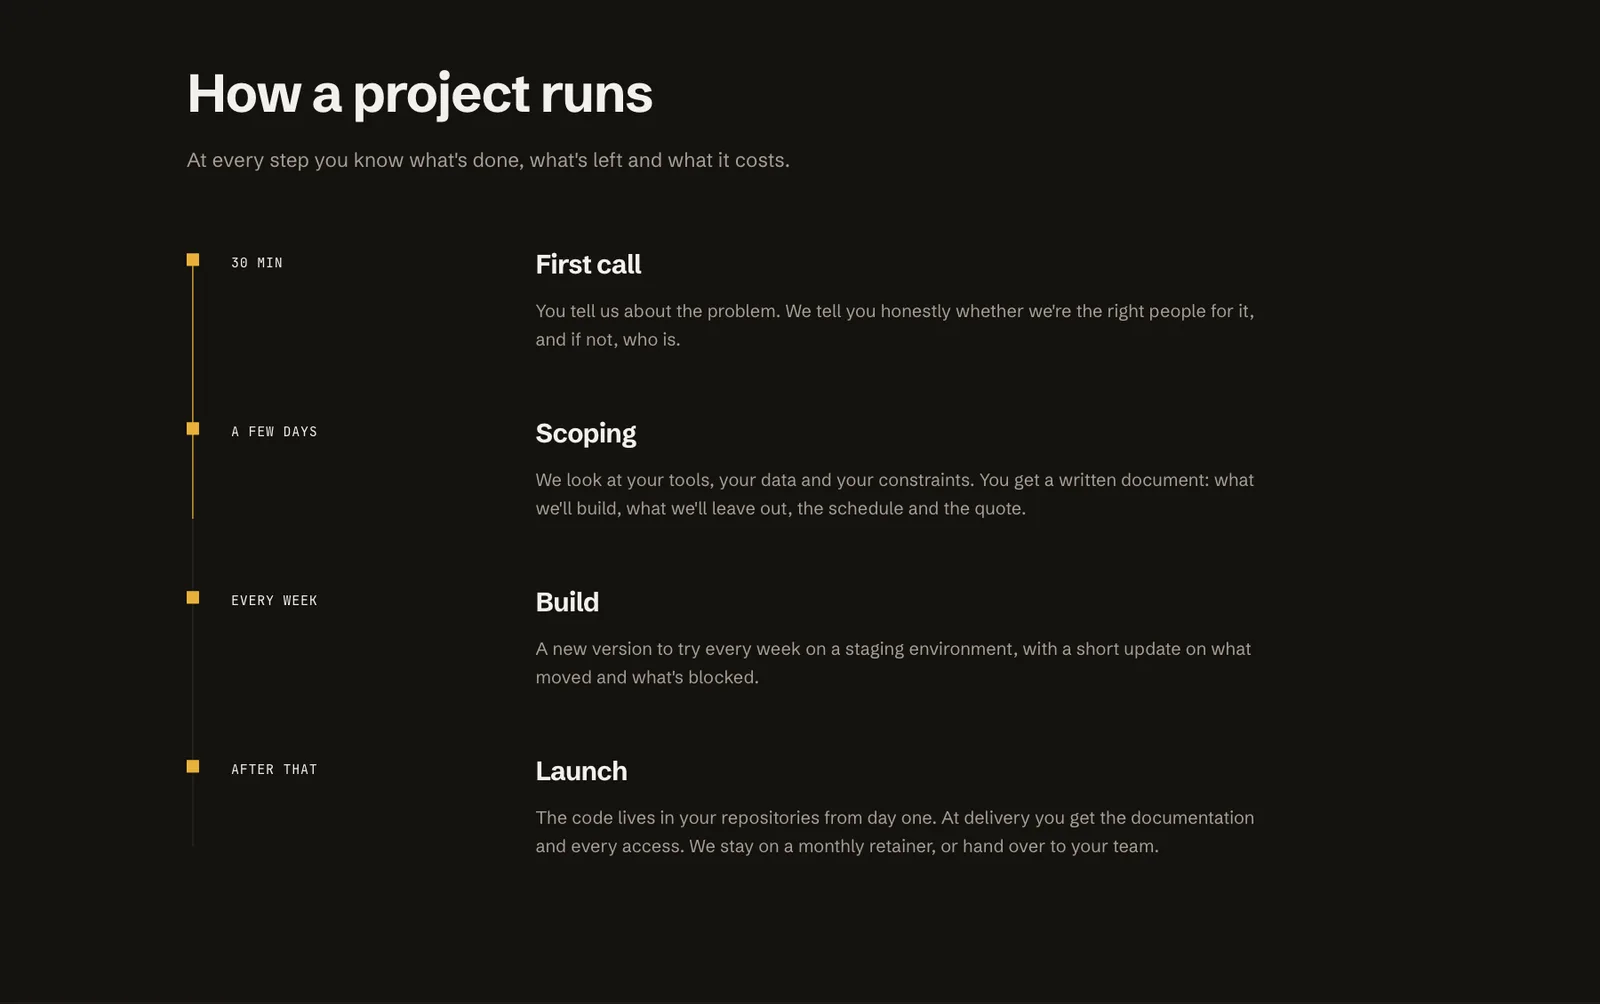 How a project runs
At every step you know what's done, what's left and what it costs.
30 MIN
First call
You tell us about the problem. We tell you honestly whether we're the right people for it,
and if not, who is.
A FEW DAYS
Scoping
We look at your tools, your data and your constraints. You get a written document: what
we'll build, what we'll leave out, the schedule and the quote.
EVERY WEEK
Build
A new version to try every week on a staging environment, with a short update on what
moved and what's blocked.
AFTER THAT
Launch
The code lives in your repositories from day one. At delivery you get the documentation
and every access. We stay on a monthly retainer, or hand over to your team.